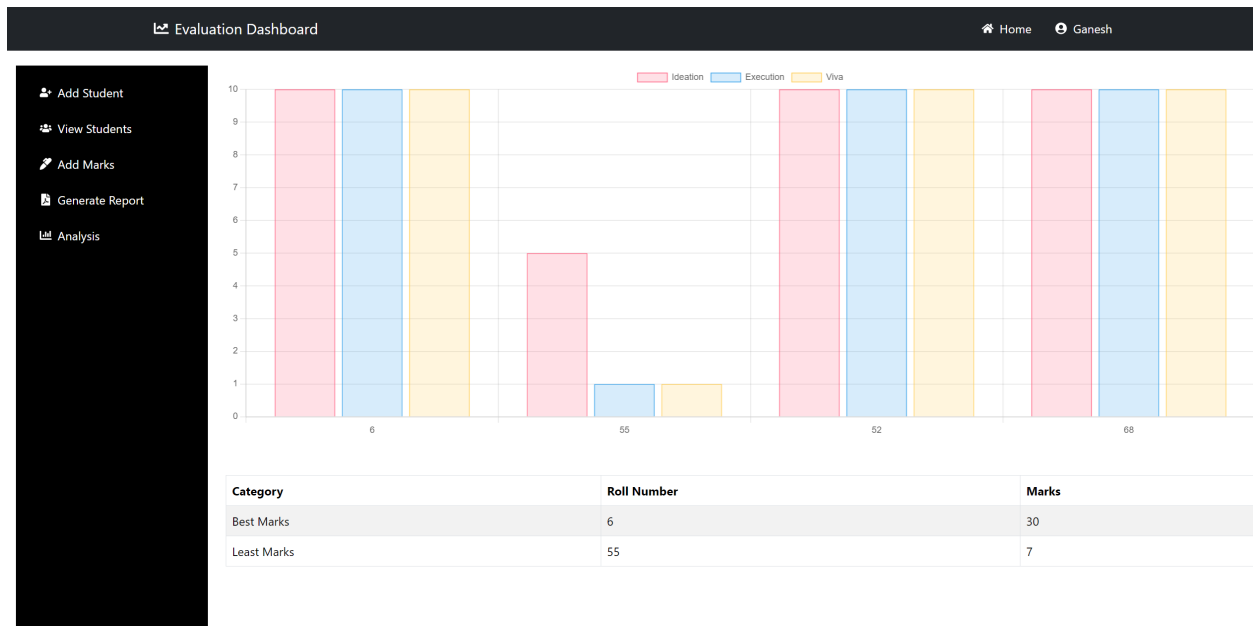 Evaluation Dashboard
Home
Ganesh
Add Student
View Students
Add Marks
Generate Report
Analysis
Ideation Execution Viva
10
9
8
7
6
5
4
3
2
1
0
6 55 52 68
Category Roll Number Marks
Best Marks 6 30
Least Marks 55 7